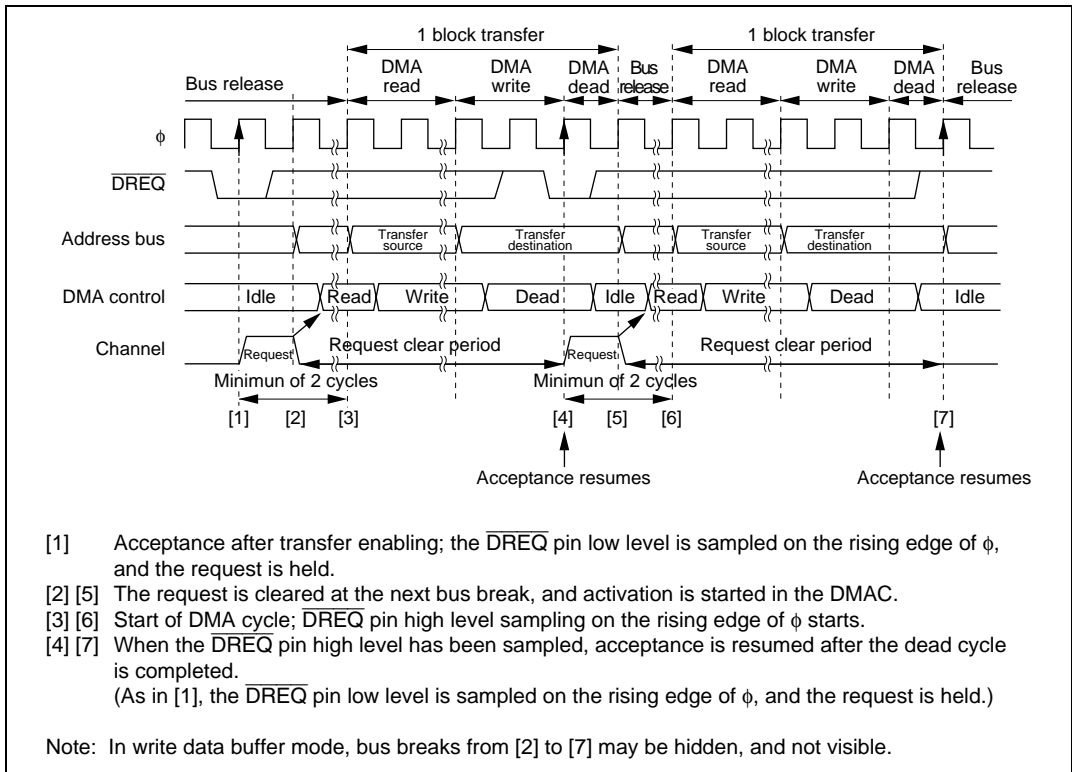 1 block transfer 1 block transfer
Bus release DMA read DMA write DMA dead Bus release DMA read DMA write DMA dead Bus release
φ
DREQ
Address bus Transfer source Transfer destination Transfer source Transfer destination
DMA control Idle Read Write Dead Idle Read Write Dead Idle
Channel Request Request clear period Request Request clear period
Minimun of 2 cycles Minimun of 2 cycles
[1] [2] [3] [4] [5] [6] [7]
Acceptance resumes Acceptance resumes
[1] Acceptance after transfer enabling; the DREQ pin low level is sampled on the rising edge of φ,
and the request is held.
[2] [5] The request is cleared at the next bus break, and activation is started in the DMAC.
[3] [6] Start of DMA cycle; DREQ pin high level sampling on the rising edge of φ starts.
[4] [7] When the DREQ pin high level has been sampled, acceptance is resumed after the dead cycle
is completed.
(As in [1], the DREQ pin low level is sampled on the rising edge of φ, and the request is held.)
Note: In write data buffer mode, bus breaks from [2] to [7] may be hidden, and not visible.